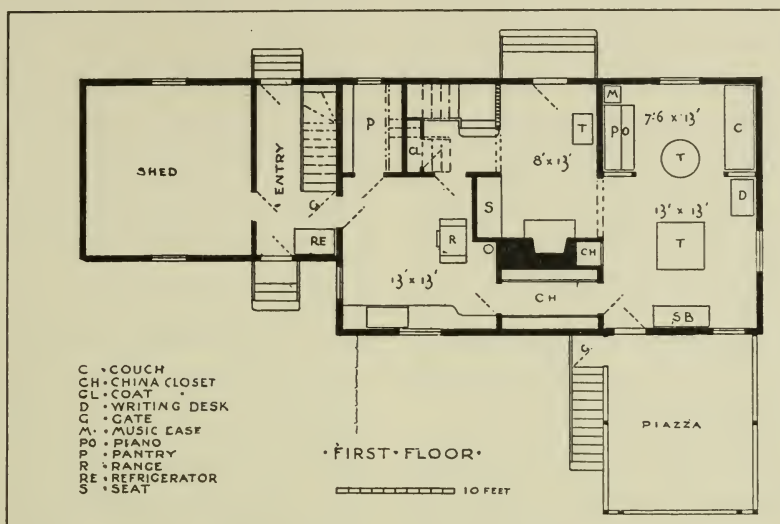 M
P
PO
7'-6 x 13'
C
T
CL
T
SHED
ENTRY
8' x 13'
D
G
S
13' x 13'
R
T
RE
O
CH
13' x 13'
CH
SB
G
C • COUCH
CH • CHINA CLOSET
CL • COAT "
D • WRITING DESK
G • GATE
M • MUSIC CASE
PO • PIANO
P • PANTRY
R • RANGE
RE • REFRIGERATOR
S • SEAT
PIAZZA
• FIRST • FLOOR •
10 FEET